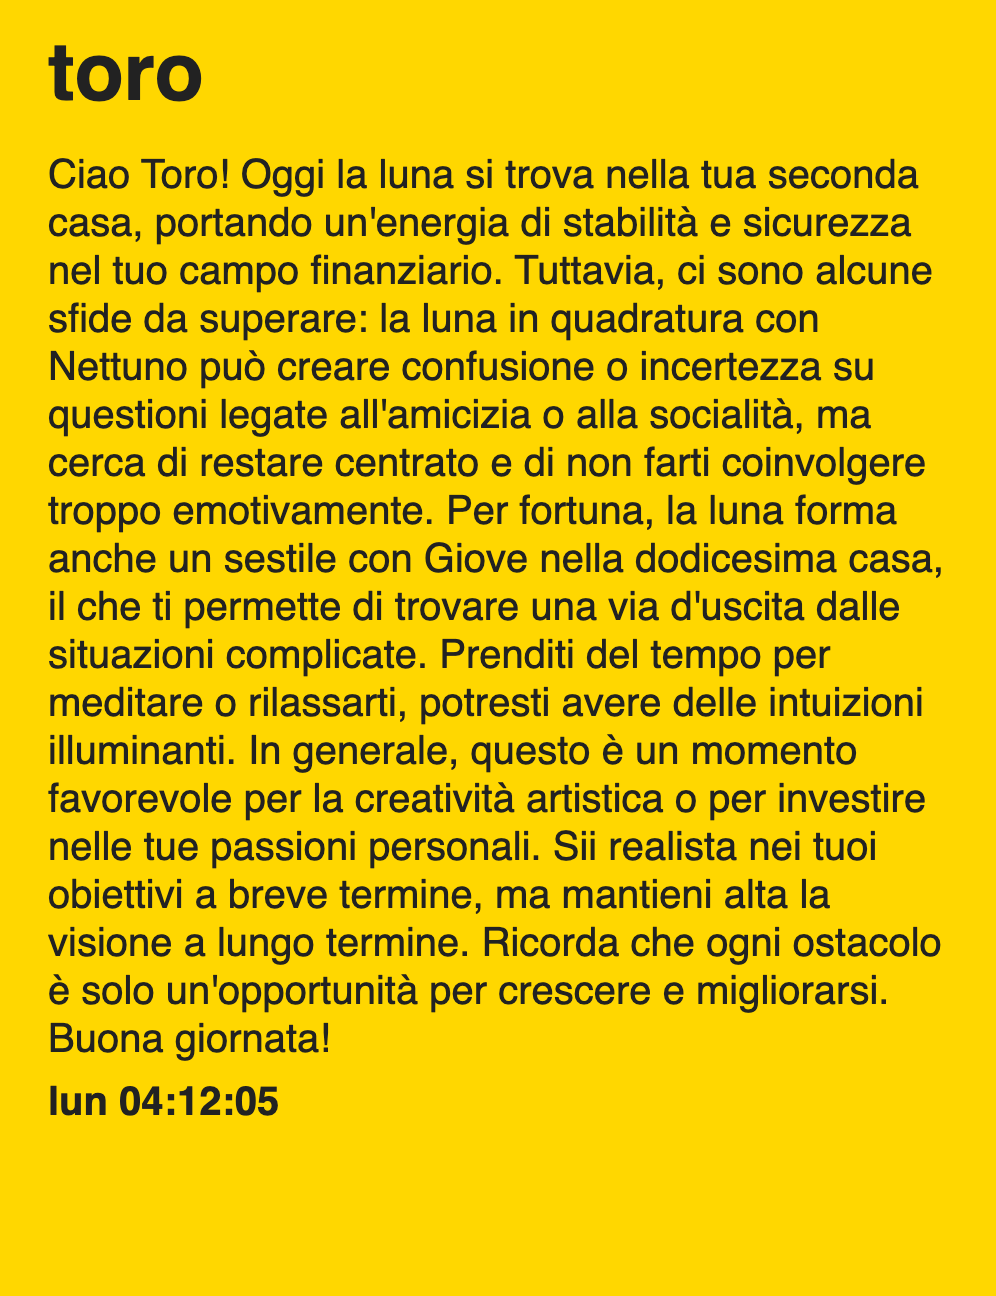 toro
Ciao Toro! Oggi la luna si trova nella tua seconda
casa, portando un'energia di stabilità e sicurezza
nel tuo campo finanziario. Tuttavia, ci sono alcune
sfide da superare: la luna in quadratura con
Nettuno può creare confusione o incertezza su
questioni legate all'amicizia o alla socialità, ma
cerca di restare centrato e di non farti coinvolgere
troppo emotivamente. Per fortuna, la luna forma
anche un sestile con Giove nella dodicesima casa,
il che ti permette di trovare una via d'uscita dalle
situazioni complicate. Prenditi del tempo per
meditare o rilassarti, potresti avere delle intuizioni
illuminanti. In generale, questo è un momento
favorevole per la creatività artistica o per investire
nelle tue passioni personali. Sii realista nei tuoi
obiettivi a breve termine, ma mantieni alta la
visione a lungo termine. Ricorda che ogni ostacolo
è solo un'opportunità per crescere e migliorarsi.
Buona giornata!
lun 04:12:05